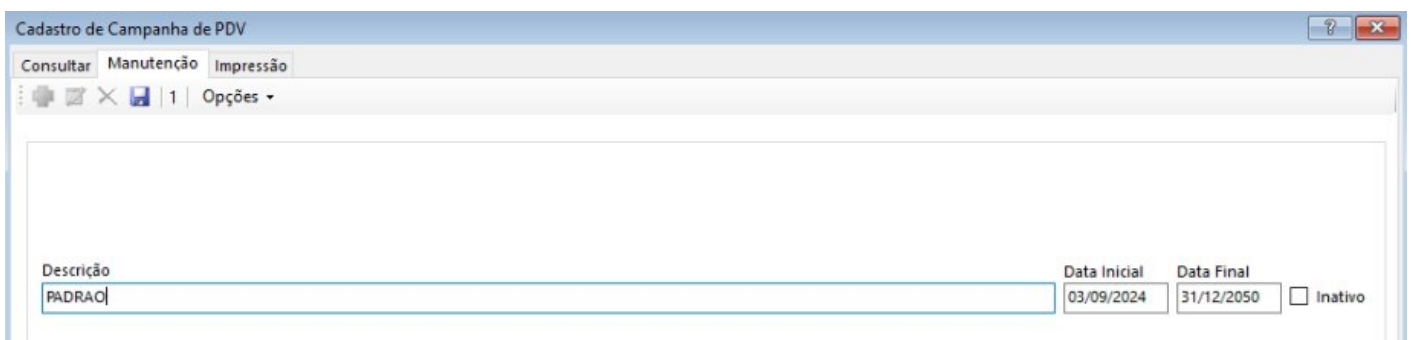 Cadastro de Campanha de PDV
Consultar Manutenção Impressão
1 Opções
Descrição Data Inicial Data Final
PADRAO 03/09/2024 31/12/2050 Inativo